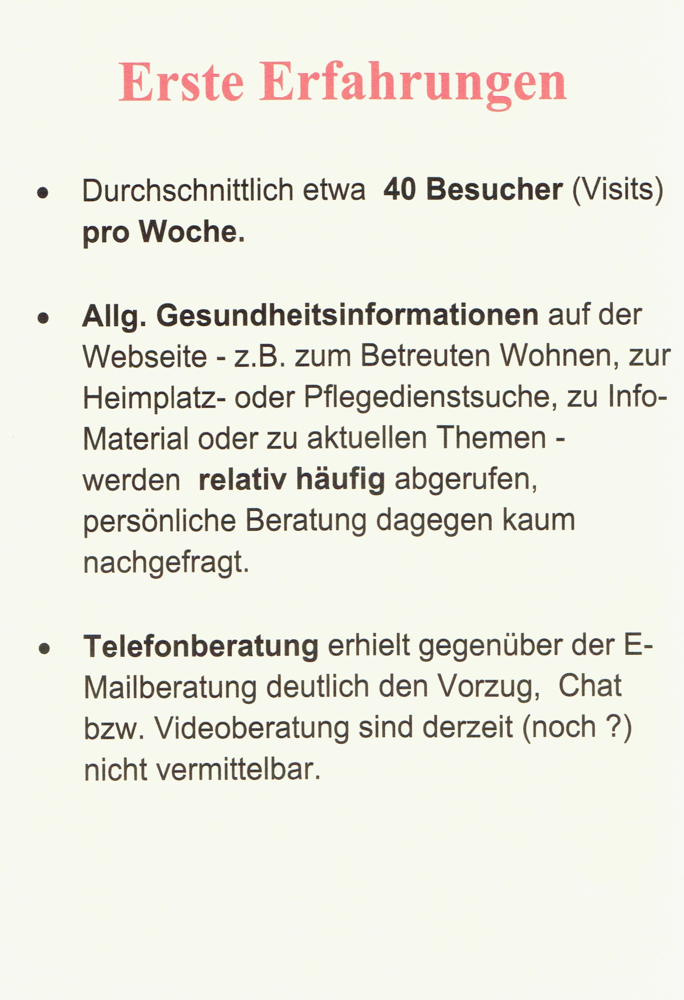 Erste Erfahrungen
• Durchschnittlich etwa  40 Besucher (Visits)
pro Woche.
• Allg. Gesundheitsinformationen auf der
Webseite - z.B. zum Betreuten Wohnen, zur
Heimplatz- oder Pflegedienstsuche, zu Info-
Material oder zu aktuellen Themen -
werden  relativ häufig abgerufen,
persönliche Beratung dagegen kaum
nachgefragt.
• Telefonberatung erhielt gegenüber der E-
Mailberatung deutlich den Vorzug,  Chat
bzw. Videoberatung sind derzeit (noch ?)
nicht vermittelbar.